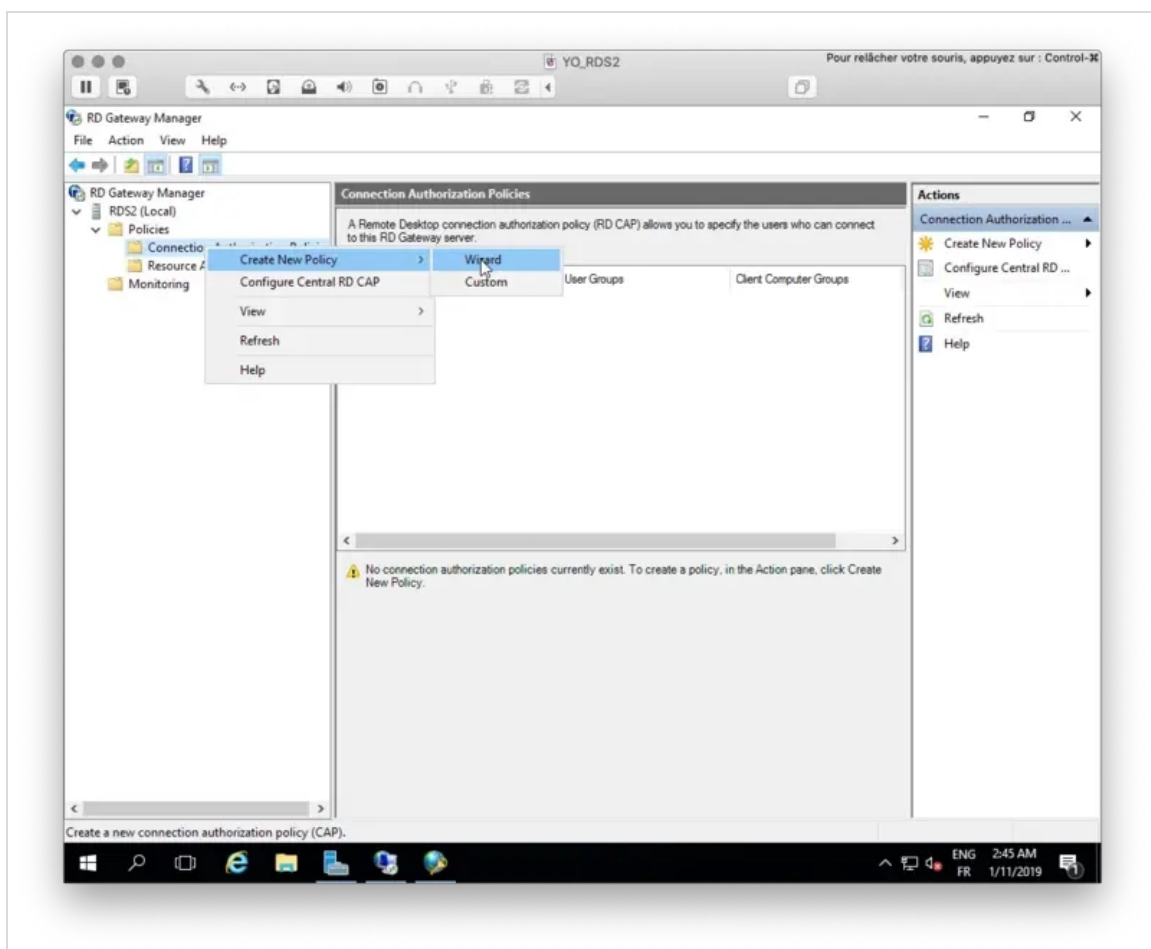 YO_RDS2
Pour relâcher votre souris, appuyez sur : Control-⌘
RD Gateway Manager
File Action View Help
RD Gateway Manager
RDS2 (Local)
Policies
Connectio
Resource A
Monitoring
Create New Policy
Configure Central RD CAP
View
Refresh
Help
Wizard
Custom
Connection Authorization Policies
A Remote Desktop connection authorization policy (RD CAP) allows you to specify the users who can connect
to this RD Gateway server.
User Groups
Client Computer Groups
No connection authorization policies currently exist. To create a policy, in the Action pane, click Create
New Policy.
Actions
Connection Authorization ...
Create New Policy
Configure Central RD ...
View
Refresh
Help
Create a new connection authorization policy (CAP).
ENG 2:45 AM
FR 1/11/2019
1